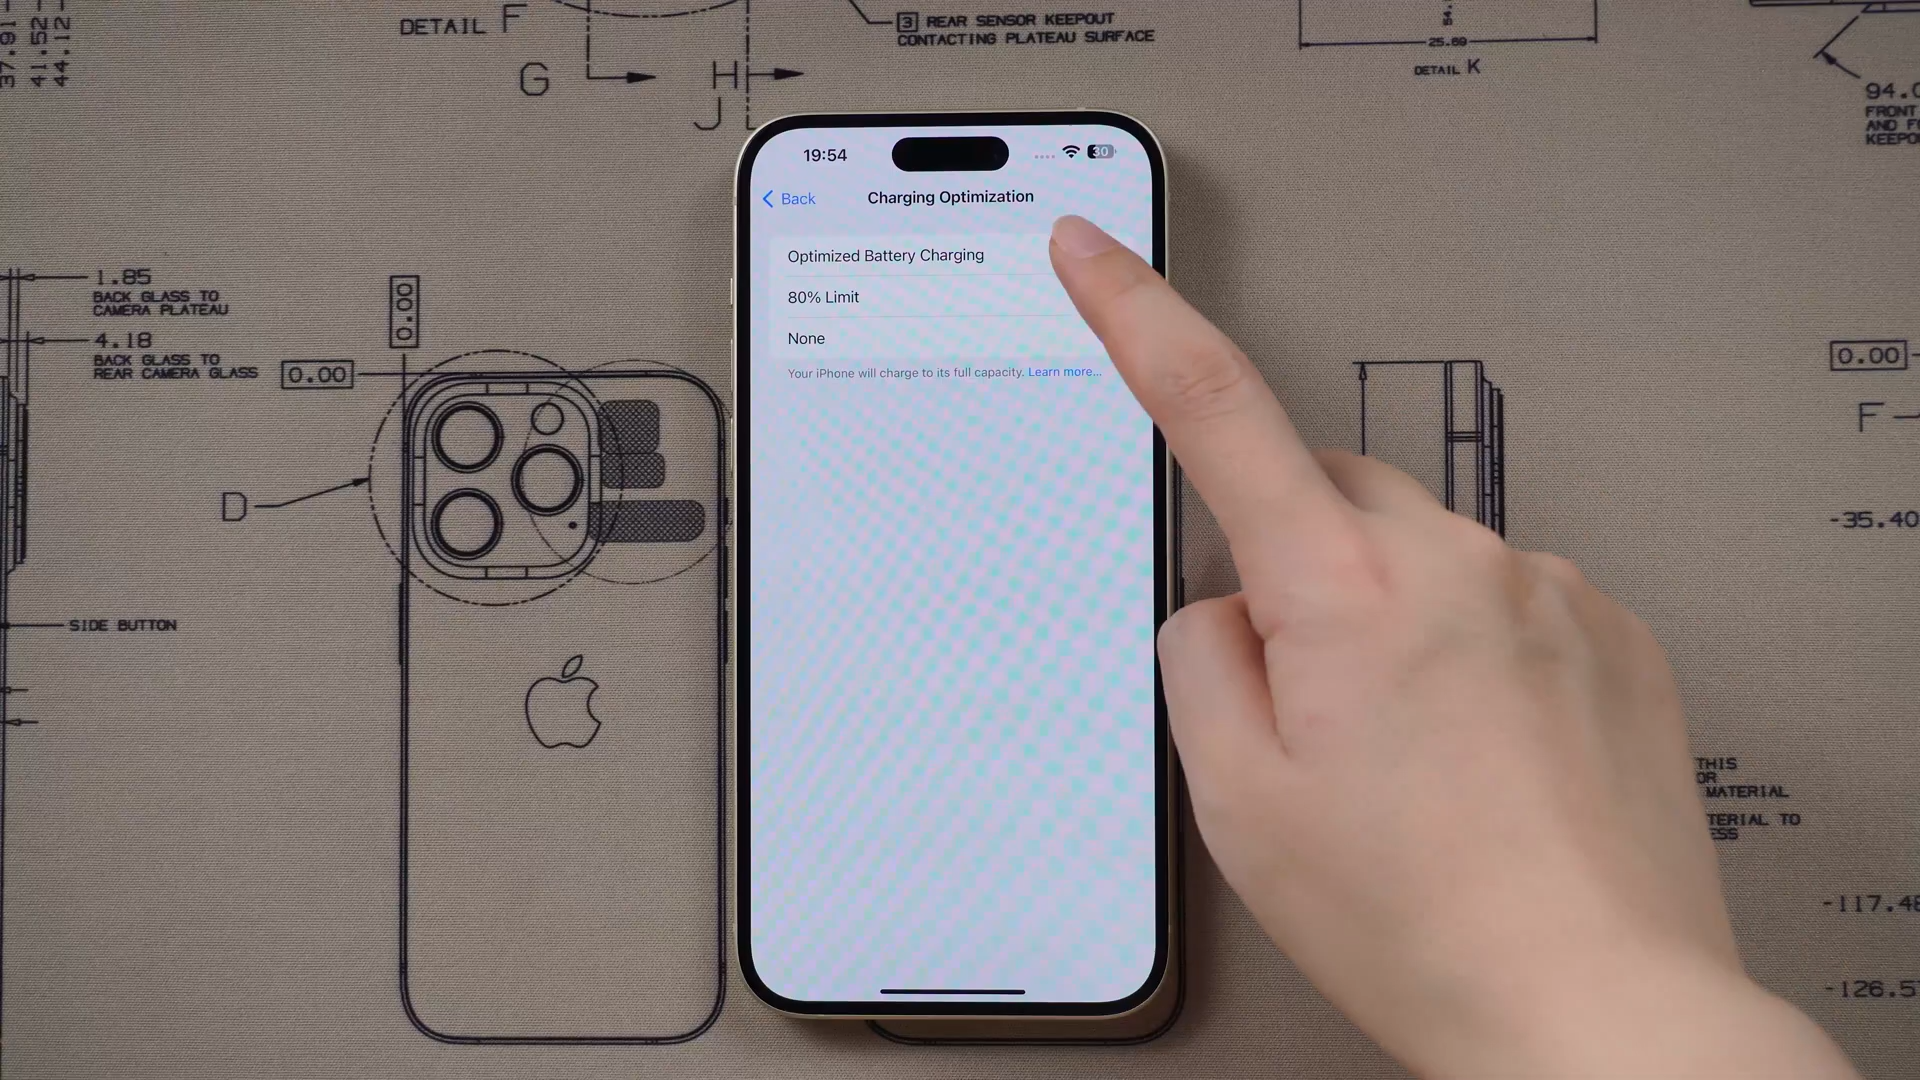 37.91
41.52
44.12
DETAIL F
G
H
J
3 REAR SENSOR KEEPOUT
CONTACTING PLATEAU SURFACE
54.
25.69
DETAIL K
94.0
FRONT
AND F
KEEPO
19:54
30
Back
Charging Optimization
Optimized Battery Charging
80% Limit
None
Your iPhone will charge to its full capacity. Learn more...
1.85
BACK GLASS TO
CAMERA PLATEAU
4.18
BACK GLASS TO
REAR CAMERA GLASS
0.00
0.00
D
SIDE BUTTON
0.00
F
-35.40
THIS
OR
MATERIAL
TERIAL TO
ESS
-117.48
-126.5